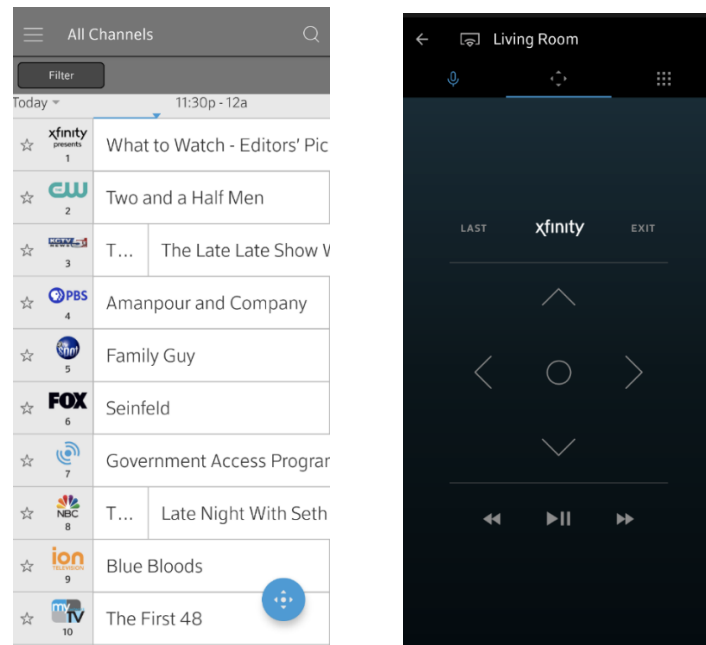 All Channels
Filter
Today
11:30p - 12a
xfinity
presents
1
What to Watch - Editors' Pic
CW
2
Two and a Half Men
3
T...
The Late Late Show W
PBS
4
Amanpour and Company
5
Family Guy
FOX
6
Seinfeld
7
Government Access Program
NBC
8
T...
Late Night With Seth
ion
TELEVISION
9
Blue Bloods
my
TV
10
The First 48
Living Room
LAST
xfinity
EXIT